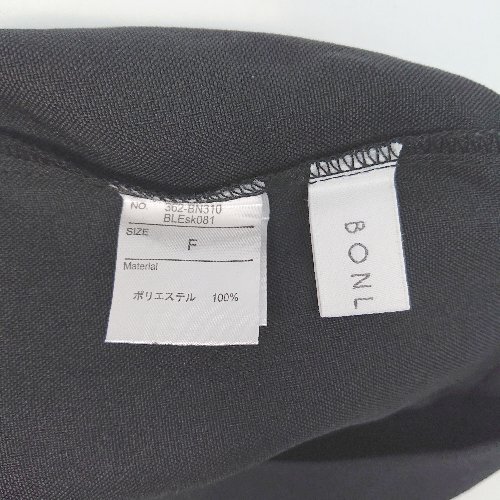 NO. 362-BN310
BLEsk081
SIZE
F
Material
ポリエステル 100%
BONL